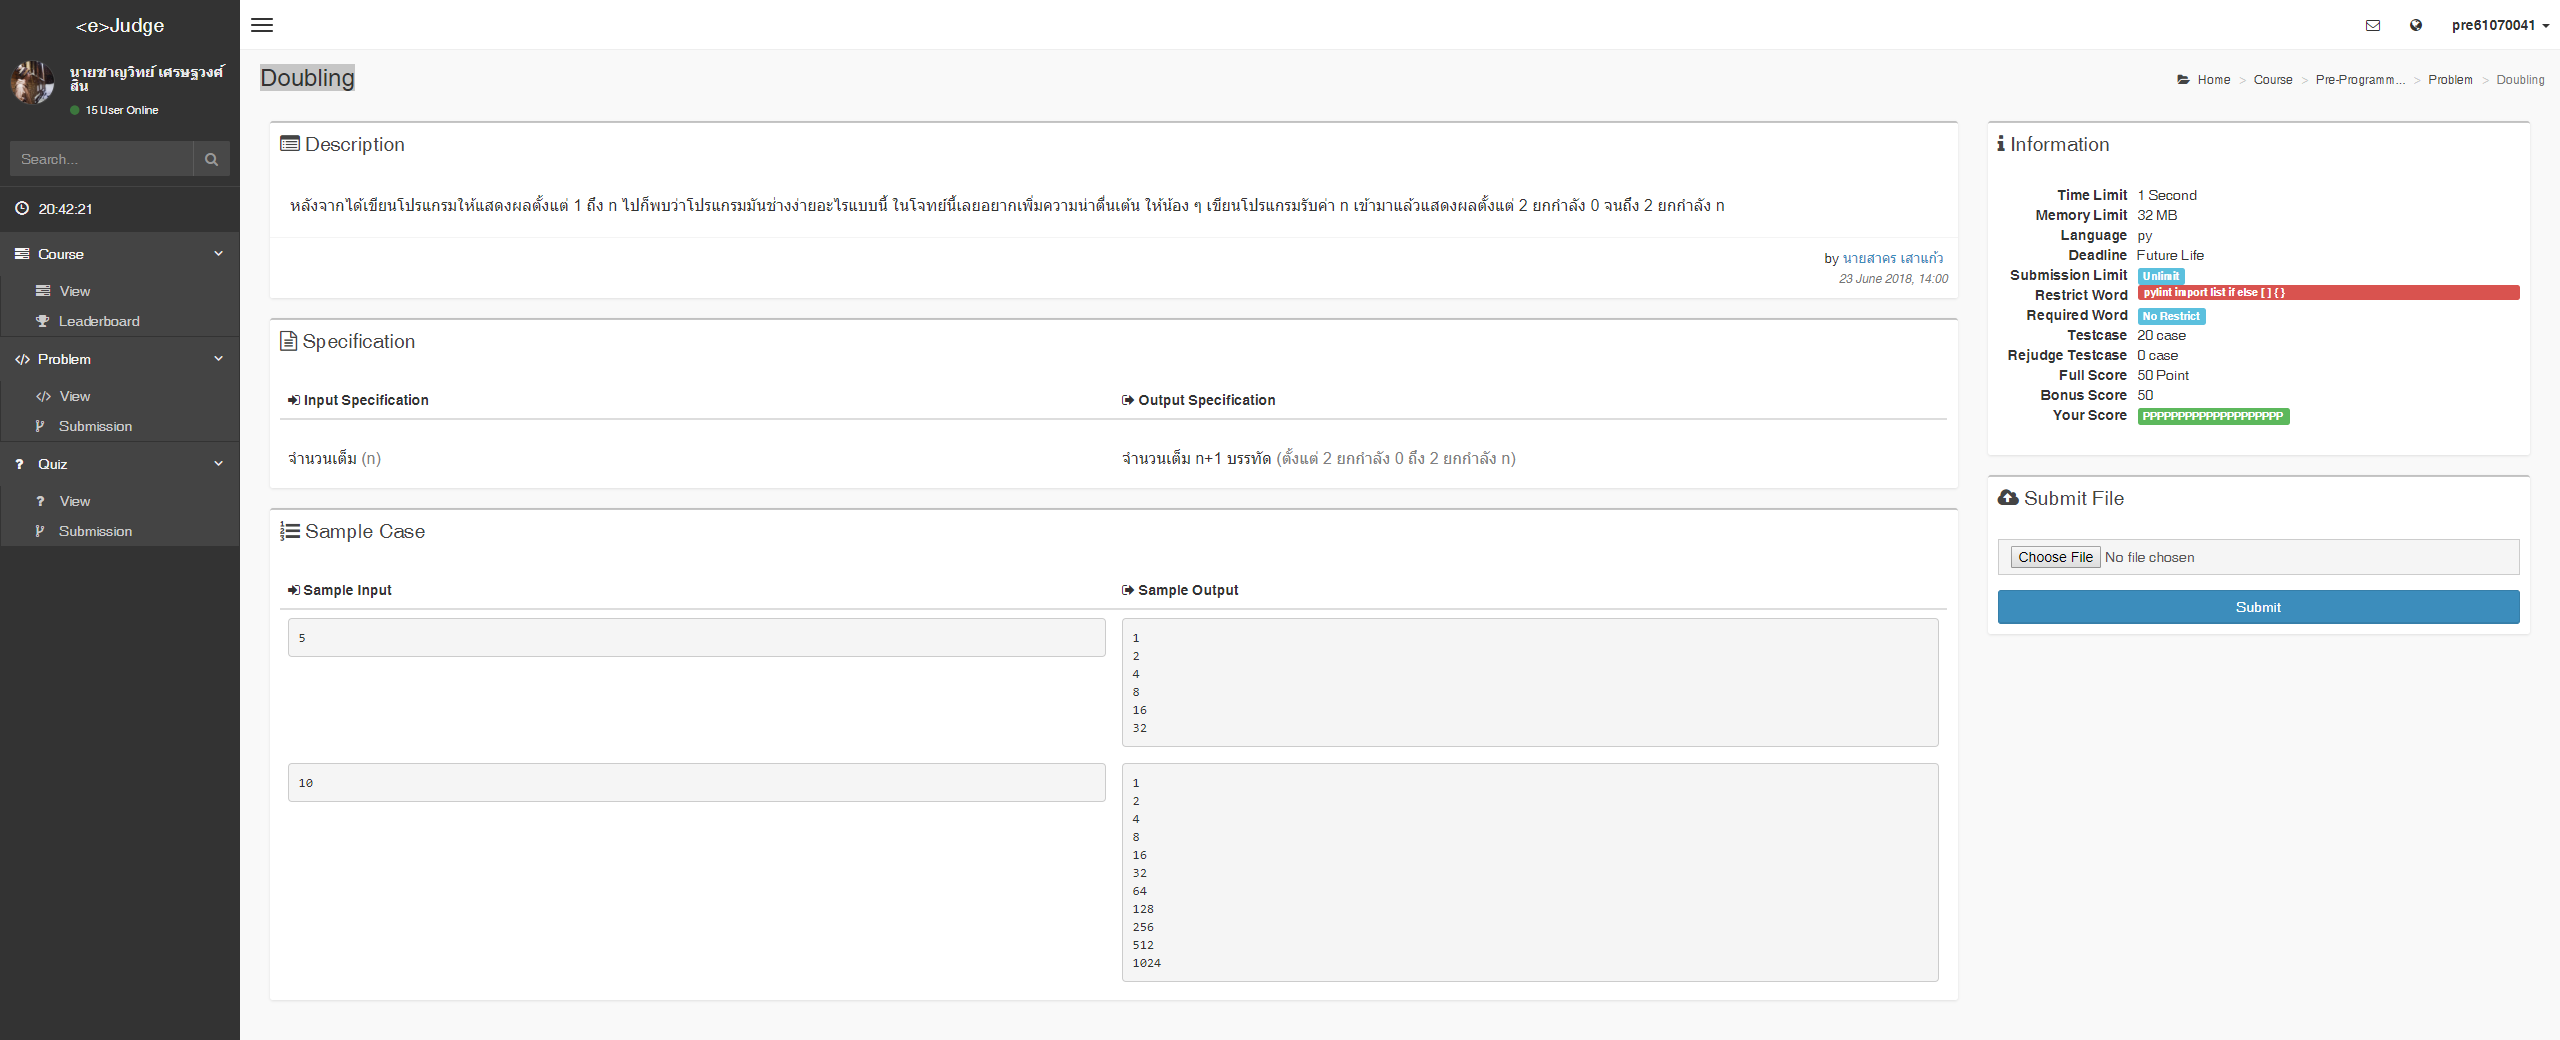 <e>Judge
นายชาญวิทย์ เศรษฐวงศ์
สิน
15 User Online
Search...
20:42:21
Course
View
Leaderboard
Problem
View
Submission
Quiz
View
Submission
pre61070041
Doubling
Home > Course > Pre-Programm... > Problem > Doubling
Description
หลังจากได้เขียนโปรแกรมให้แสดงผลตั้งแต่ 1 ถึง n ไปก็พบว่าโปรแกรมมันช่างง่ายอะไรแบบนี้ ในโจทย์นี้เลยอยากเพิ่มความน่าตื่นเต้น ให้น้อง ๆ เขียนโปรแกรมรับค่า n เข้ามาแล้วแสดงผลตั้งแต่ 2 ยกกำลัง 0 จนถึง 2 ยกกำลัง n
by นายสาคร เสาแก้ว
23 June 2018, 14:00
Specification
Input Specification
Output Specification
จำนวนเต็ม (n)
จำนวนเต็ม n+1 บรรทัด (ตั้งแต่ 2 ยกกำลัง 0 ถึง 2 ยกกำลัง n)
Sample Case
Sample Input
Sample Output
5
1
2
4
8
16
32
10
1
2
4
8
16
32
64
128
256
512
1024
Information
Time Limit 1 Second
Memory Limit 32 MB
Language py
Deadline Future Life
Submission Limit Unlimit
Restrict Word pylint import list if else [ ] { }
Required Word No Restrict
Testcase 20 case
Rejudge Testcase 0 case
Full Score 50 Point
Bonus Score 50
Your Score PPPPPPPPPPPPPPPPPPPP
Submit File
Choose File No file chosen
Submit